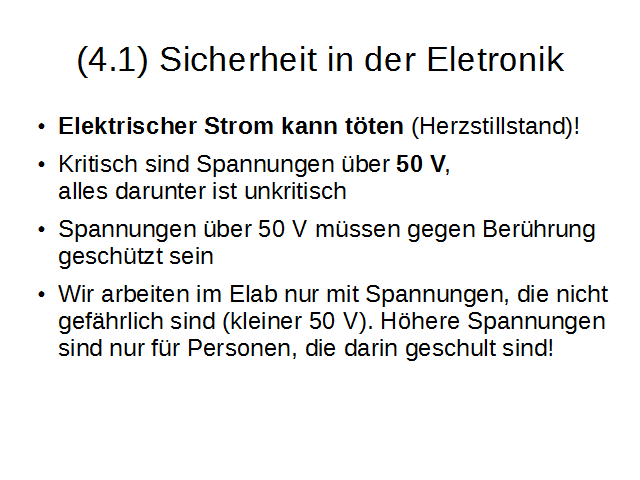 (4.1) Sicherheit in der Eletronik
• Elektrischer Strom kann töten (Herzstillstand)!
• Kritisch sind Spannungen über 50 V,
alles darunter ist unkritisch
• Spannungen über 50 V müssen gegen Berührung
geschützt sein
• Wir arbeiten im Elab nur mit Spannungen, die nicht
gefährlich sind (kleiner 50 V). Höhere Spannungen
sind nur für Personen, die darin geschult sind!